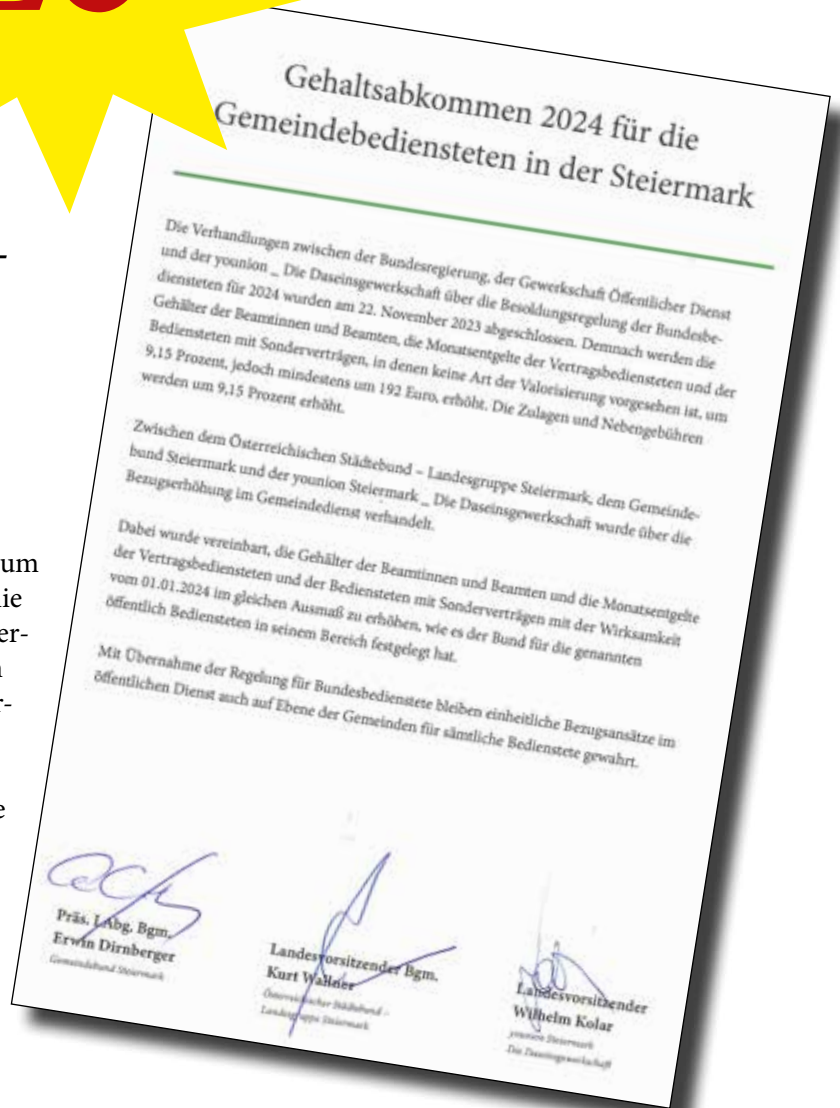 Gehaltsabkommen 2024 für die
Gemeindebediensteten in der Steiermark
Die Verhandlungen zwischen der Bundesregierung, der Gewerkschaft Öffentlicher Dienst
und der younion _ Die Daseinsgewerkschaft über die Besoldungsregelung der Bundesbe-
diensteten für 2024 wurden am 22. November 2023 abgeschlossen. Demnach werden die
Gehälter der Beamtinnen und Beamten, die Monatsentgelte der Vertragsbediensteten und der
Bediensteten mit Sonderverträgen, in denen keine Art der Valorisierung vorgesehen ist, um
9,15 Prozent, jedoch mindestens um 192 Euro, erhöht. Die Zulagen und Nebengebühren
werden um 9,15 Prozent erhöht.
Zwischen dem Österreichischen Städtebund – Landesgruppe Steiermark, dem Gemeinde-
bund Steiermark und der younion Steiermark _ Die Daseinsgewerkschaft wurde über die
Bezugserhöhung im Gemeindedienst verhandelt.
Dabei wurde vereinbart, die Gehälter der Beamtinnen und Beamten und die Monatsentgelte
der Vertragsbediensteten und der Bediensteten mit Sonderverträgen mit der Wirksamkeit
vom 01.01.2024 im gleichen Ausmaß zu erhöhen, wie es der Bund für die genannten
öffentlich Bediensteten in seinem Bereich festgelegt hat.
Mit Übernahme der Regelung für Bundesbedienstete bleiben einheitliche Bezugsansätze im
öffentlichen Dienst auch auf Ebene der Gemeinden für sämtliche Bedienstete gewahrt.
Präs. LAbg. Bgm.
Erwin Dirnberger
Gemeindebund Steiermark
Landesvorsitzender Bgm.
Kurt Wallner
Österreichischer Städtebund –
Landesgruppe Steiermark
Landesvorsitzender
Wilhelm Kolar
younion Steiermark
Die Daseinsgewerkschaft
um